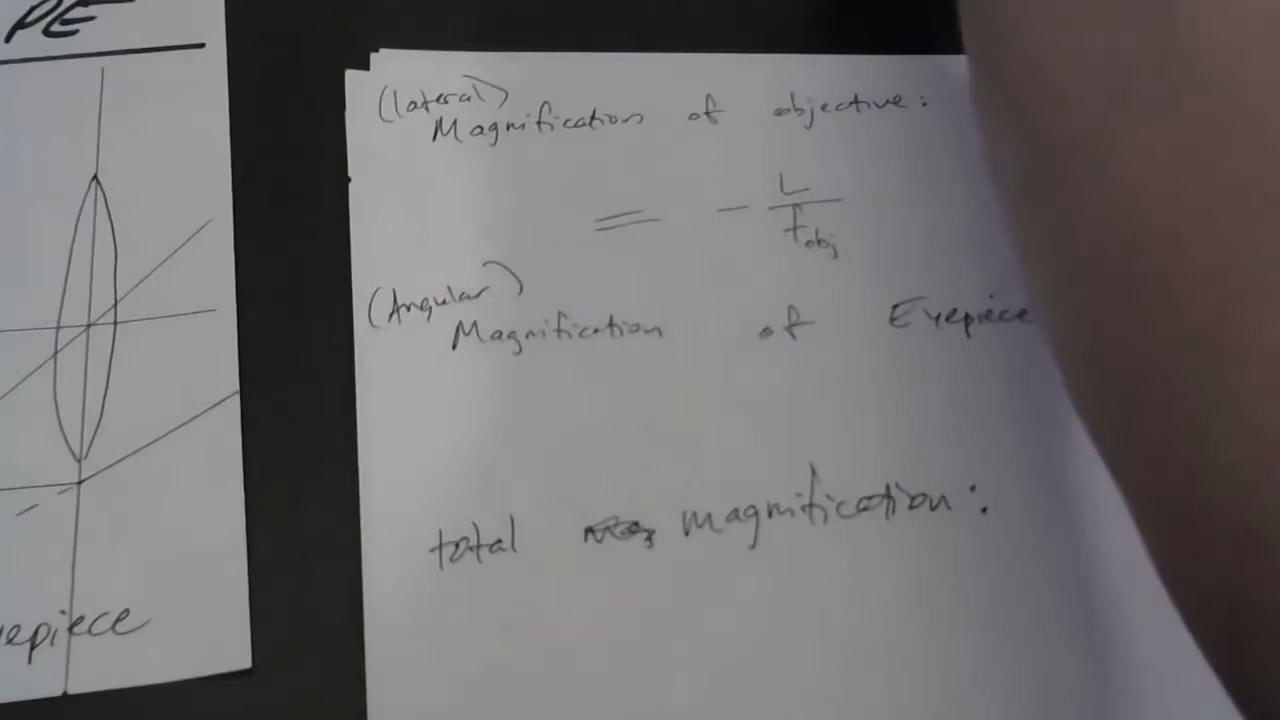 PE
epiece
(lateral)
Magnification of objective:
= - L / fobj
(Angular)
Magnification of Eyepiece
total magnification: